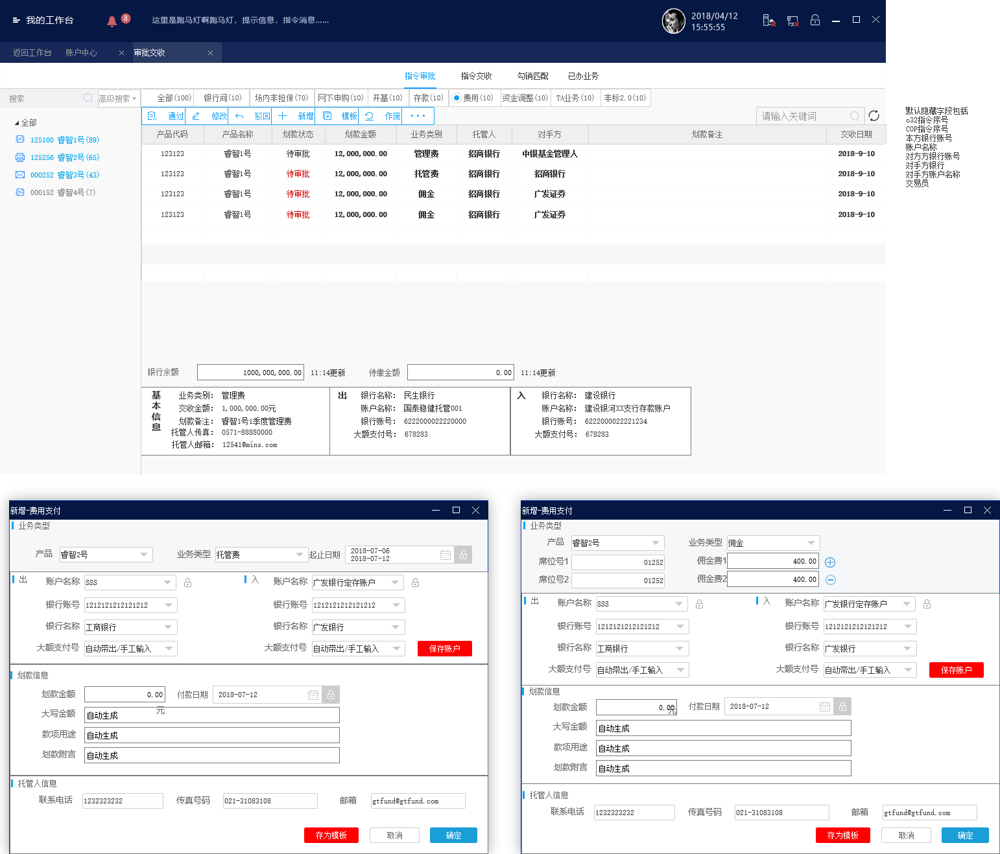 我的工作台
8
这里是跑马灯啊跑马灯，提示信息，指令消息......
2018/04/12
15:55:55
返回工作台 账户中心 审批交收
指令审批 指令交收 勾销匹配 已办业务
搜索 高级搜索
全部(100) 银行间(10) 场内非担保(70) 网下申购(10) 开基(10) 存款(10) 费用(10) 资金调整(10) TA业务(10) 非标2.0(10)
通过 修改 驳回 新增 模板 作废 ··· 请输入关键词
全部
125100 睿智1号(89)
125256 睿智2号(65)
000252 睿智3号(43)
000152 睿智4号(7)
产品代码 产品名称 划款状态 划款金额 业务类别 托管人 对手方 划款备注 交收日期
123123 睿智1号 待审批 12,000,000.00 管理费 招商银行 中银基金管理人 2018-9-10
123123 睿智1号 待审批 12,000,000.00 托管费 招商银行 招商银行 2018-9-10
123123 睿智1号 待审批 12,000,000.00 佣金 招商银行 广发证券 2018-9-10
123123 睿智1号 待审批 12,000,000.00 佣金 招商银行 广发证券 2018-9-10
默认隐藏字段包括
o32指令序号
COP指令序号
本方银行账号
账户名称
对方方银行账号
对手方银行
对手方账户名称
交易员
银行余额 1000,000,000.00 11:14更新 待缴金额 0.00 11:14更新
基本信息
业务类别： 管理费
交收金额： 1,000,000.00元
划款备注： 睿智1号1季度管理费
托管人传真： 0571-88880000
托管人邮箱： 12541@mins.com
出
银行名称： 民生银行
账户名称： 国泰稳健托管001
银行账号： 6222000022220000
大额支付号： 678283
入
银行名称： 建设银行
账户名称： 建设银河XX支行存款账户
银行账号： 6222000022221234
大额支付号： 678283
新增-费用支付
业务类型
产品 睿智2号 业务类型 托管费 起止日期 2018-07-06
2018-07-12
出 账户名称 SSS 入 账户名称 广发银行定存账户
银行账号 1212121212121212 银行账号 1212121212121212
银行名称 工商银行 银行名称 广发银行
大额支付号 自动带出/手工输入 大额支付号 自动带出/手工输入 保存账户
划款信息
划款金额 0.00 元 付款日期 2018-07-12
大写金额 自动生成
款项用途 自动生成
划款附言 自动生成
托管人信息
联系电话 1232323232 传真号码 021-31083108 邮箱 gtfund@gtfund.com
存为模板 取消 确定
新增-费用支付
业务类型
产品 睿智2号 业务类型 佣金
席位号1 01252 佣金费1 400.00
席位号2 01252 佣金费2 400.00
出 账户名称 SSS 入 账户名称 广发银行定存账户
银行账号 1212121212121212 银行账号 1212121212121212
银行名称 工商银行 银行名称 广发银行
大额支付号 自动带出/手工输入 大额支付号 自动带出/手工输入 保存账户
划款信息
划款金额 0.00 元 付款日期 2018-07-12
大写金额 自动生成
款项用途 自动生成
划款附言 自动生成
托管人信息
联系电话 1232323232 传真号码 021-31083108 邮箱 gtfund@gtfund.com
存为模板 取消 确定